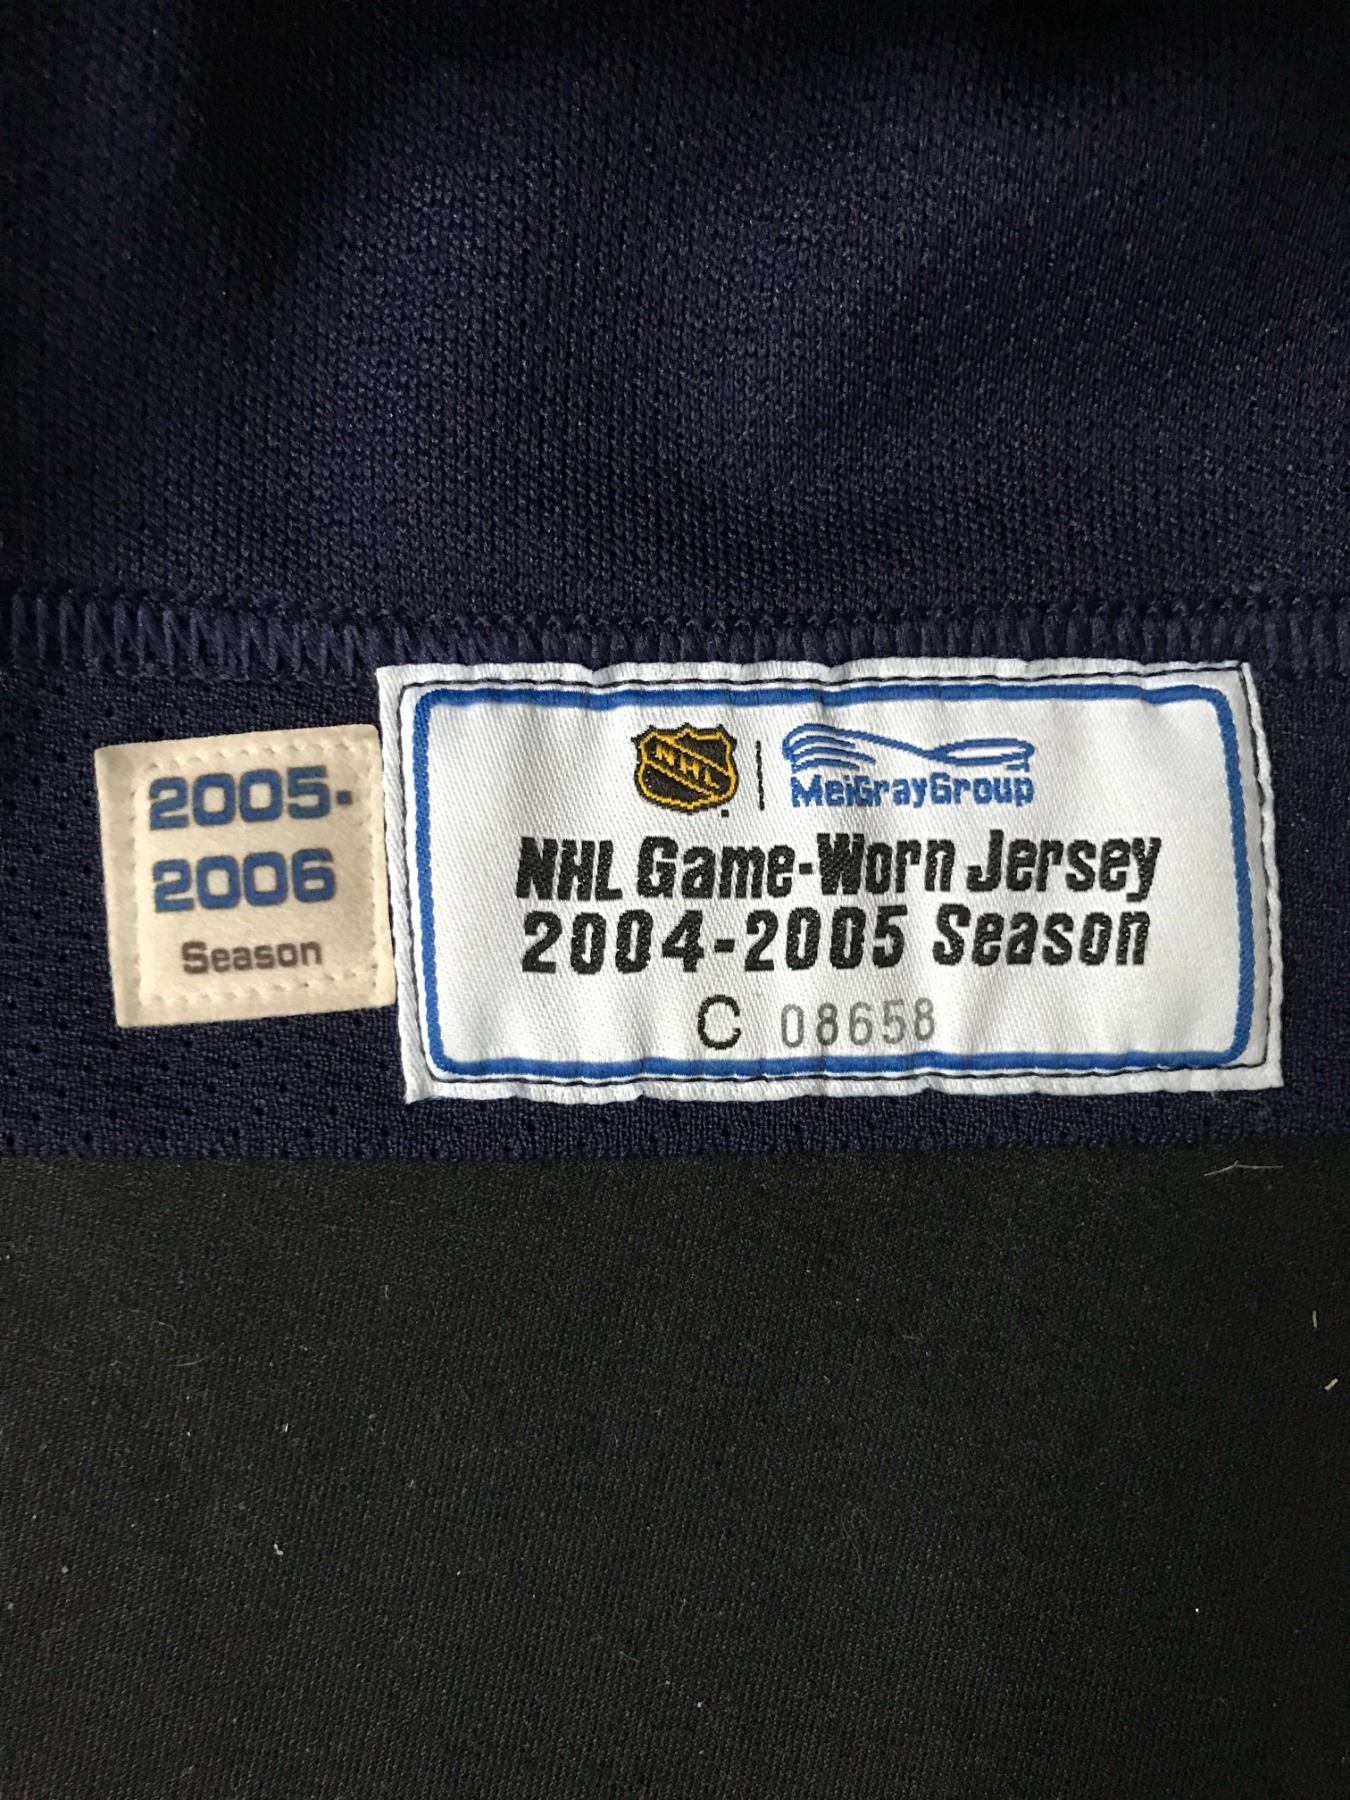 2005-
2006
Season
NHL
MeiGrayGroup
NHL Game-Worn Jersey
2004-2005 Season
C 08658